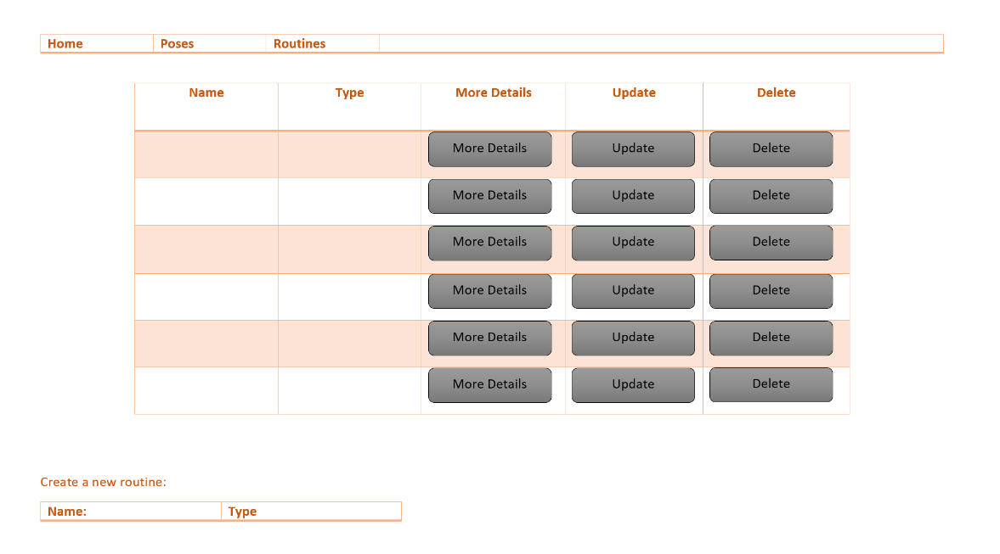 Home Poses Routines
Name Type More Details Update Delete
More Details Update Delete
More Details Update Delete
More Details Update Delete
More Details Update Delete
More Details Update Delete
More Details Update Delete
Create a new routine:
Name: Type